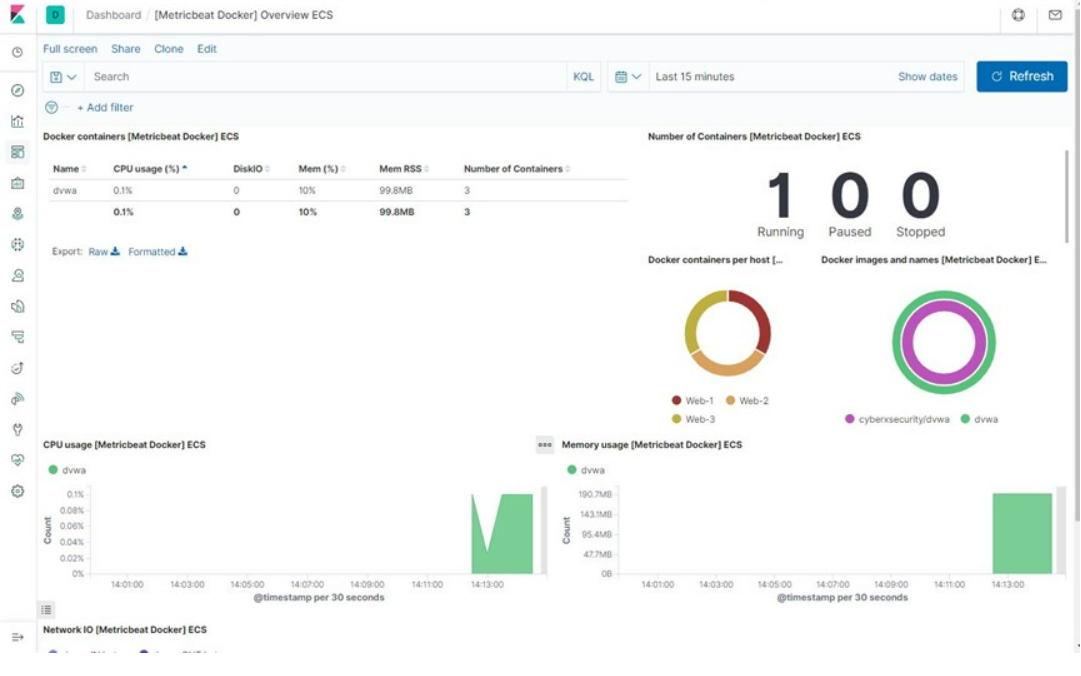 D Dashboard / [Metricbeat Docker] Overview ECS
Full screen Share Clone Edit
Search KQL Last 15 minutes Show dates Refresh
+ Add filter
Docker containers [Metricbeat Docker] ECS
Name CPU usage (%) DiskIO Mem (%) Mem RSS Number of Containers
dvwa 0.1% 0 10% 99.8MB 3
0.1% 0 10% 99.8MB 3
Export: Raw Formatted
Number of Containers [Metricbeat Docker] ECS
1 0 0
Running Paused Stopped
Docker containers per host [...
Web-1 Web-2
Web-3
Docker images and names [Metricbeat Docker] E...
cyberxsecurity/dvwa dvwa
CPU usage [Metricbeat Docker] ECS
dvwa
0.1%
0.08%
0.06%
0.04%
0.02%
0%
Count
14:01:00 14:03:00 14:05:00 14:07:00 14:09:00 14:11:00 14:13:00
@timestamp per 30 seconds
Memory usage [Metricbeat Docker] ECS
dvwa
190.7MB
143.1MB
95.4MB
47.7MB
0B
Count
14:01:00 14:03:00 14:05:00 14:07:00 14:09:00 14:11:00 14:13:00
@timestamp per 30 seconds
Network IO [Metricbeat Docker] ECS